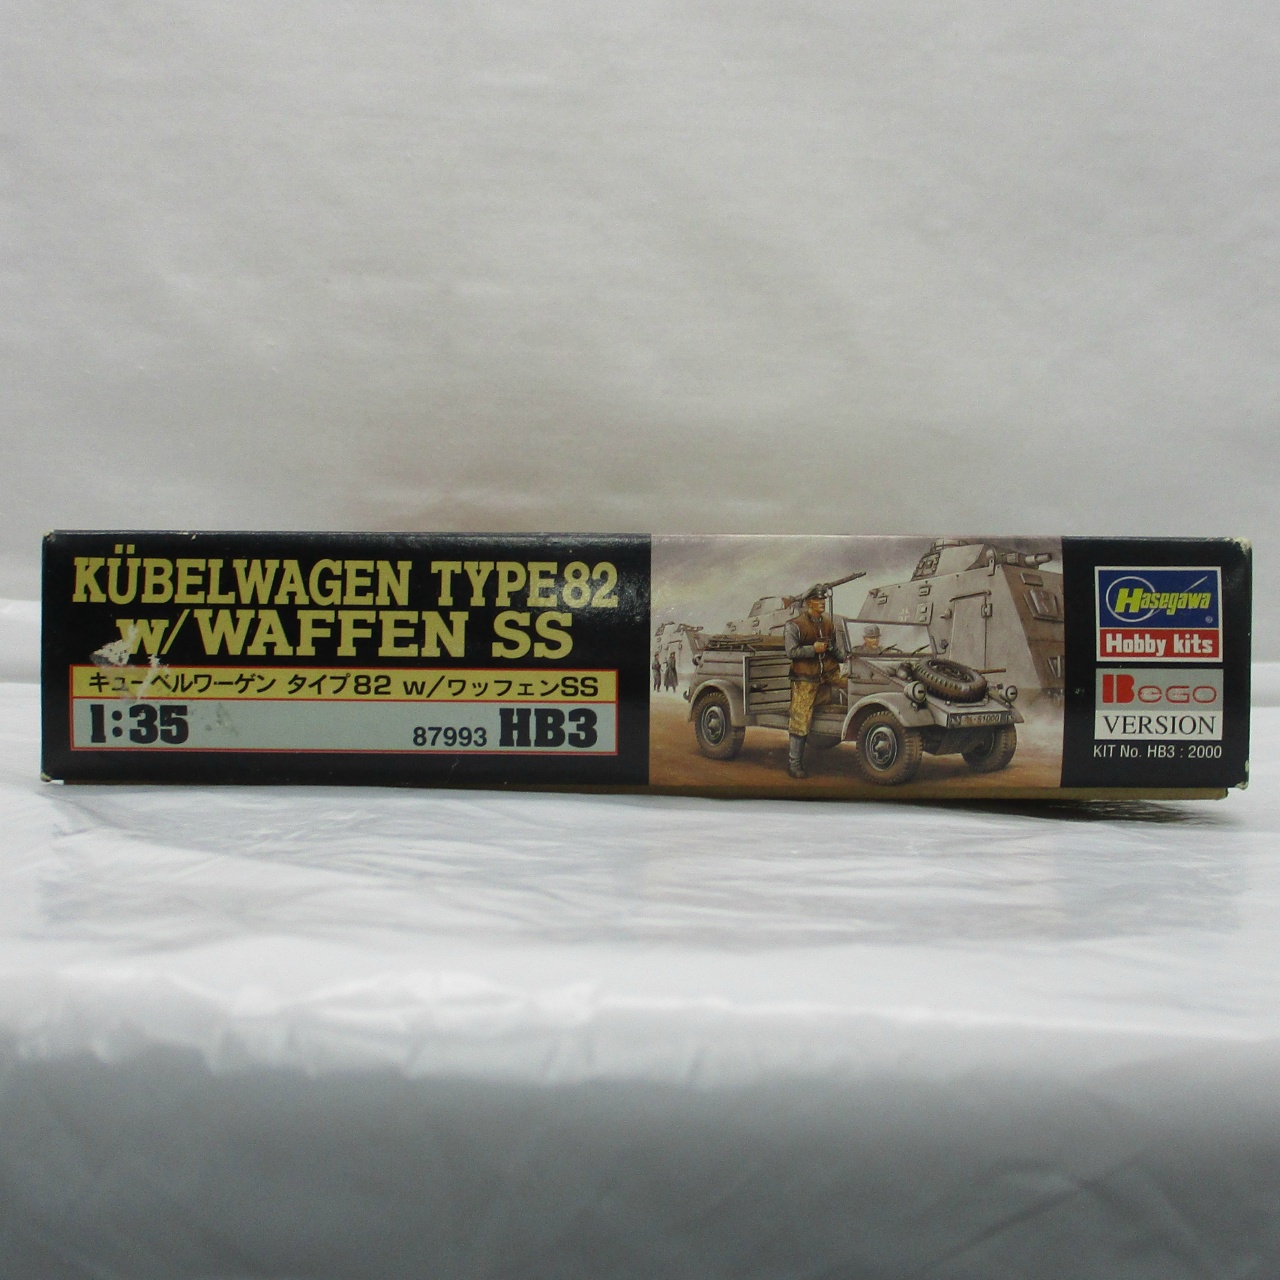 KÜBELWAGEN TYPE82
w/WAFFEN SS
キューベルワーゲン タイプ82 w/ワッフェンSS
1:35
87993 HB3
Hasegawa
Hobby kits
BEGO
VERSION
KIT No. HB3 : 2000